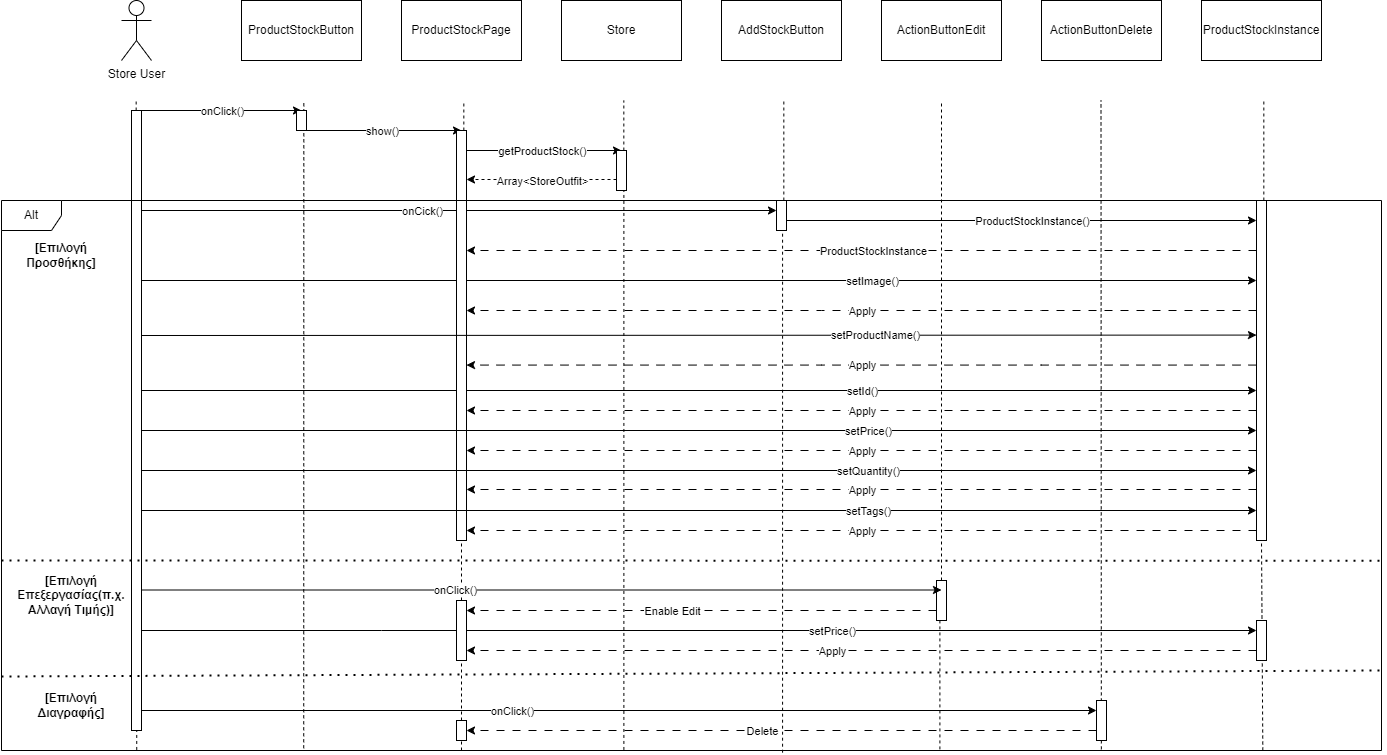 ProductStockButton
ProductStockPage
Store
AddStockButton
ActionButtonEdit
ActionButtonDelete
ProductStockInstance
Store User
onClick()
show()
getProductStock()
Array<StoreOutfit>
Alt
onCick()
ProductStockInstance()
[Επιλογή
Προσθήκης]
ProductStockInstance
setImage()
Apply
setProductName()
Apply
setId()
Apply
setPrice()
Apply
setQuantity()
Apply
setTags()
Apply
[Επιλογή
Επεξεργασίας(π.χ.
Αλλαγή Τιμής)]
onClick()
Enable Edit
setPrice()
Apply
[Επιλογή
Διαγραφής]
onClick()
Delete